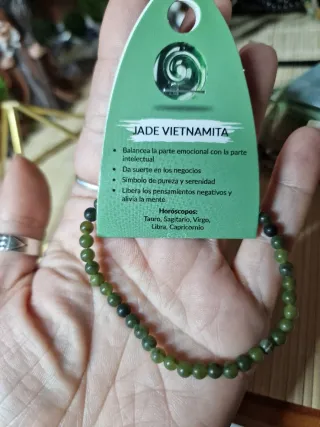 JADE VIETNAMITA
• Balancea la parte emocional con la parte
intelectual
• Da suerte en los negocios
• Símbolo de pureza y serenidad
• Libera los pensamientos negativos y
alivia la mente.
Horóscopos:
Tauro, Sagitario, Virgo,
Libra, Capricornio